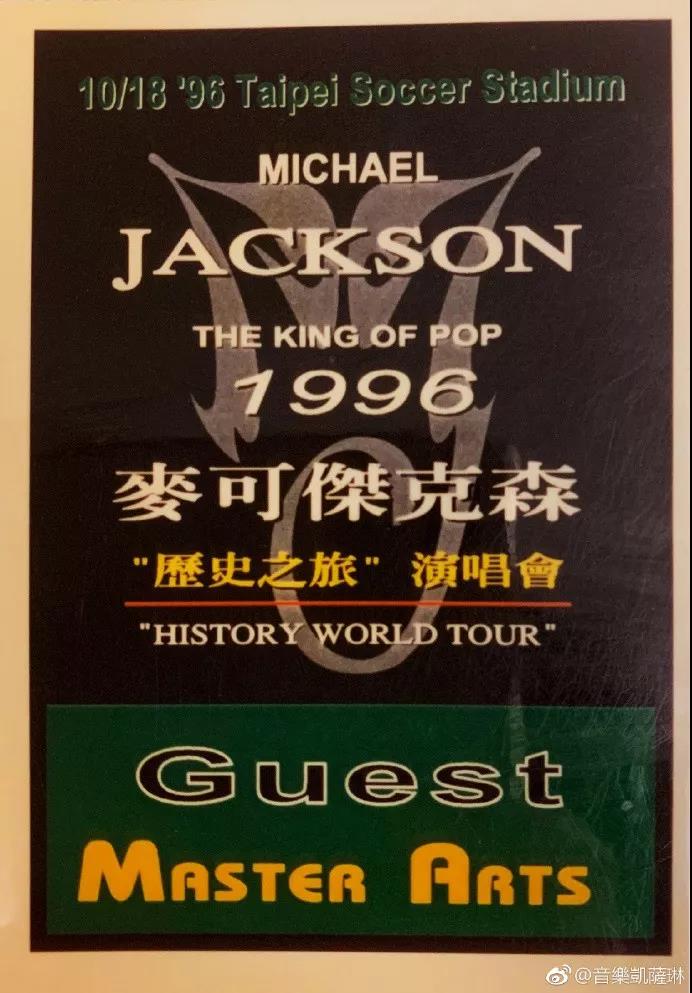 10/18 '96 Taipei Soccer Stadium
MICHAEL
JACKSON
THE KING OF POP
1996
麥可傑克森
"歷史之旅" 演唱會
"HISTORY WORLD TOUR"
Guest
MASTER ARTS
@音樂凱薩琳